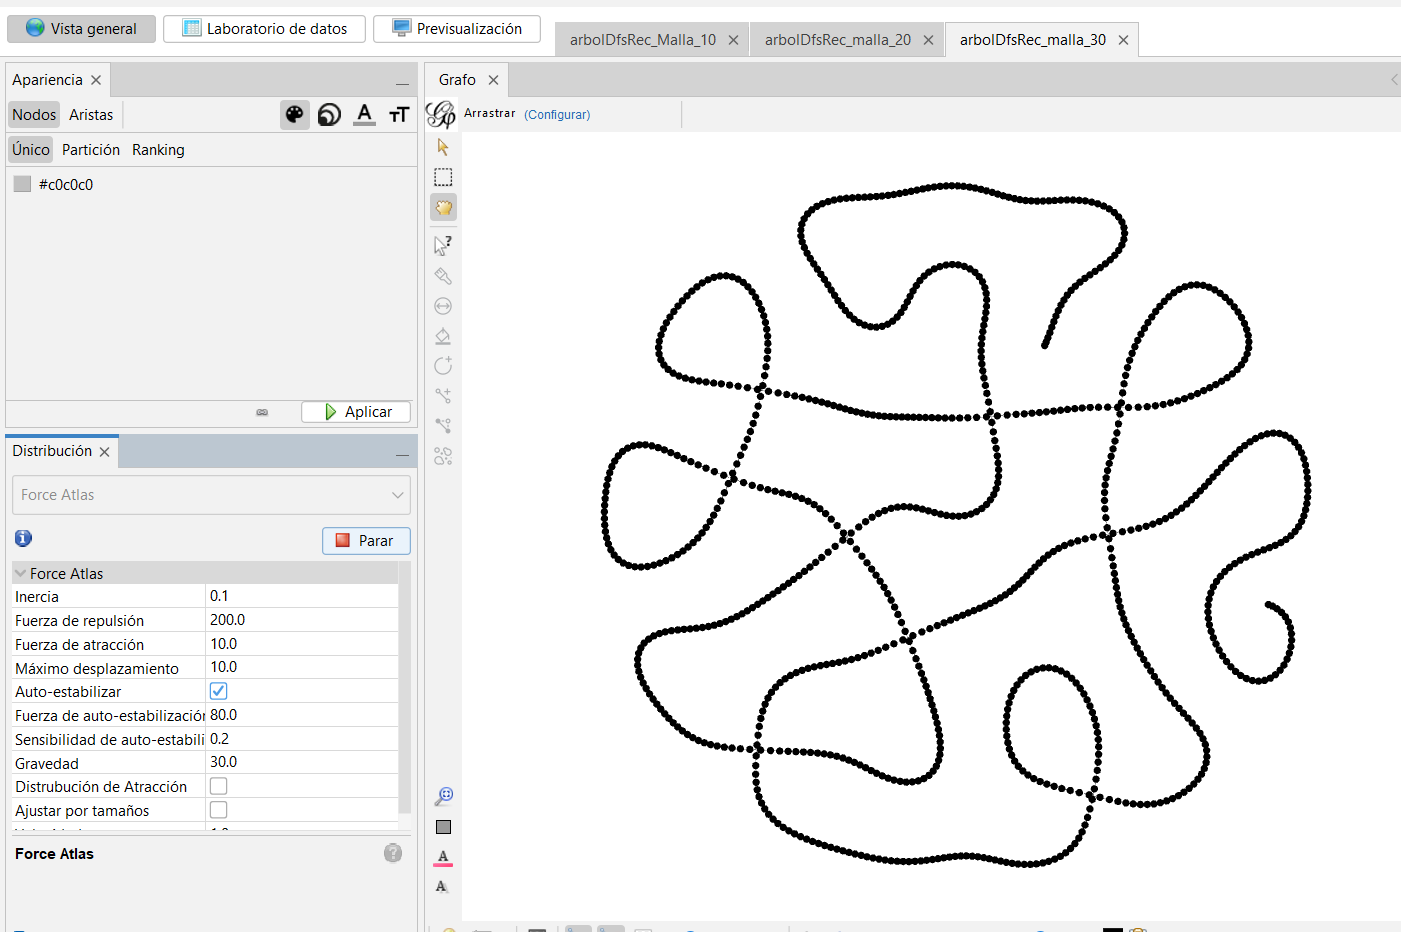 Vista general
Laboratorio de datos
Previsualización
arbolDfsRec_Malla_10
arbolDfsRec_malla_20
arbolDfsRec_malla_30
Apariencia
Grafo
Nodos Aristas
Arrastrar (Configurar)
Único Partición Ranking
#c0c0c0
Aplicar
Distribución
Force Atlas
Parar
Force Atlas
Inercia 0.1
Fuerza de repulsión 200.0
Fuerza de atracción 10.0
Máximo desplazamiento 10.0
Auto-estabilizar
Fuerza de auto-estabilización 80.0
Sensibilidad de auto-estabili 0.2
Gravedad 30.0
Distrubución de Atracción
Ajustar por tamaños
Force Atlas